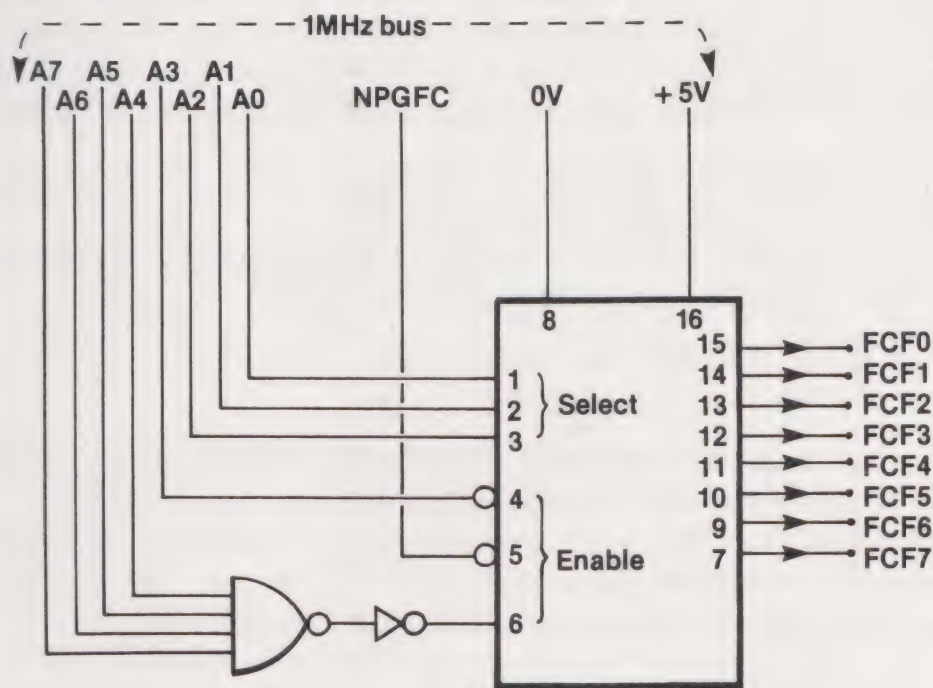 1MHz bus
A7 A5 A3 A1
A6 A4 A2 A0 NPGFC 0V + 5V
8 16
15 FCF0
1 14 FCF1
2 Select 13 FCF2
3 12 FCF3
11 FCF4
4 10 FCF5
9 FCF6
5 Enable 7 FCF7
6